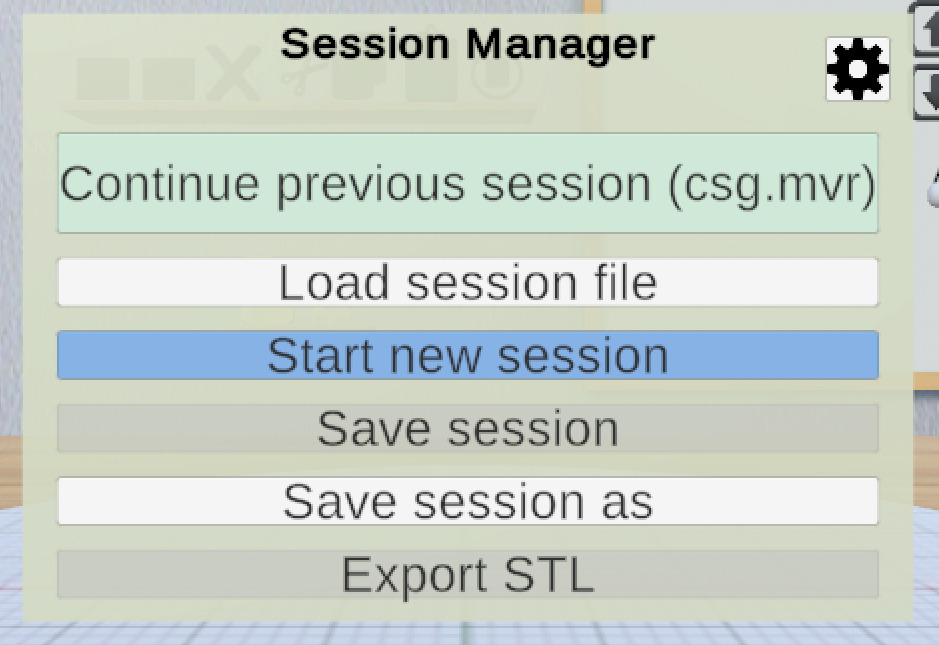 Session Manager
Continue previous session (csg.mvr)
Load session file
Start new session
Save session
Save session as
Export STL